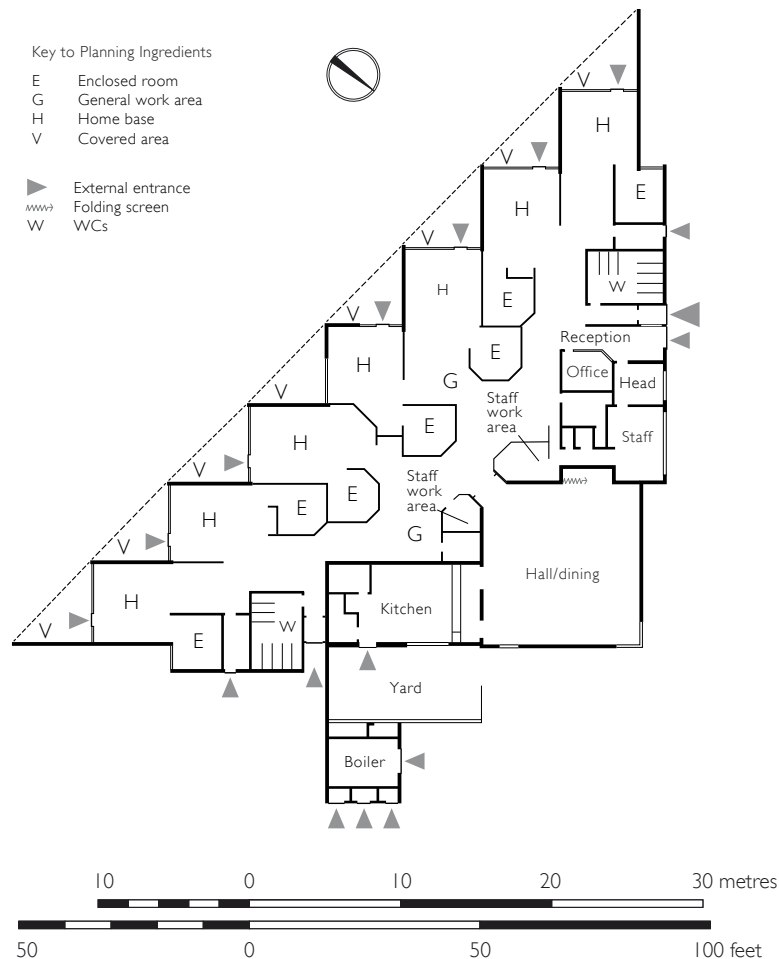 Key to Planning Ingredients
E Enclosed room
G General work area
H Home base
V Covered area
External entrance
Folding screen
W WCs
V
H
V
E
H
V
W
H
E
V
Reception
E
H
Office
Head
G
V
Staff
work
area
E
Staff
H
V
Staff
work
area
E
E
H
G
V
Hall/dining
H
Kitchen
W
V
E
Yard
Boiler
10 0 10 20 30 metres
50 0 50 100 feet